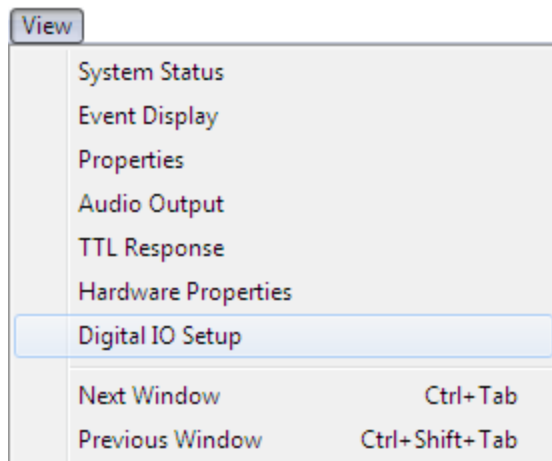 View
System Status
Event Display
Properties
Audio Output
TTL Response
Hardware Properties
Digital IO Setup
Next Window Ctrl+Tab
Previous Window Ctrl+Shift+Tab